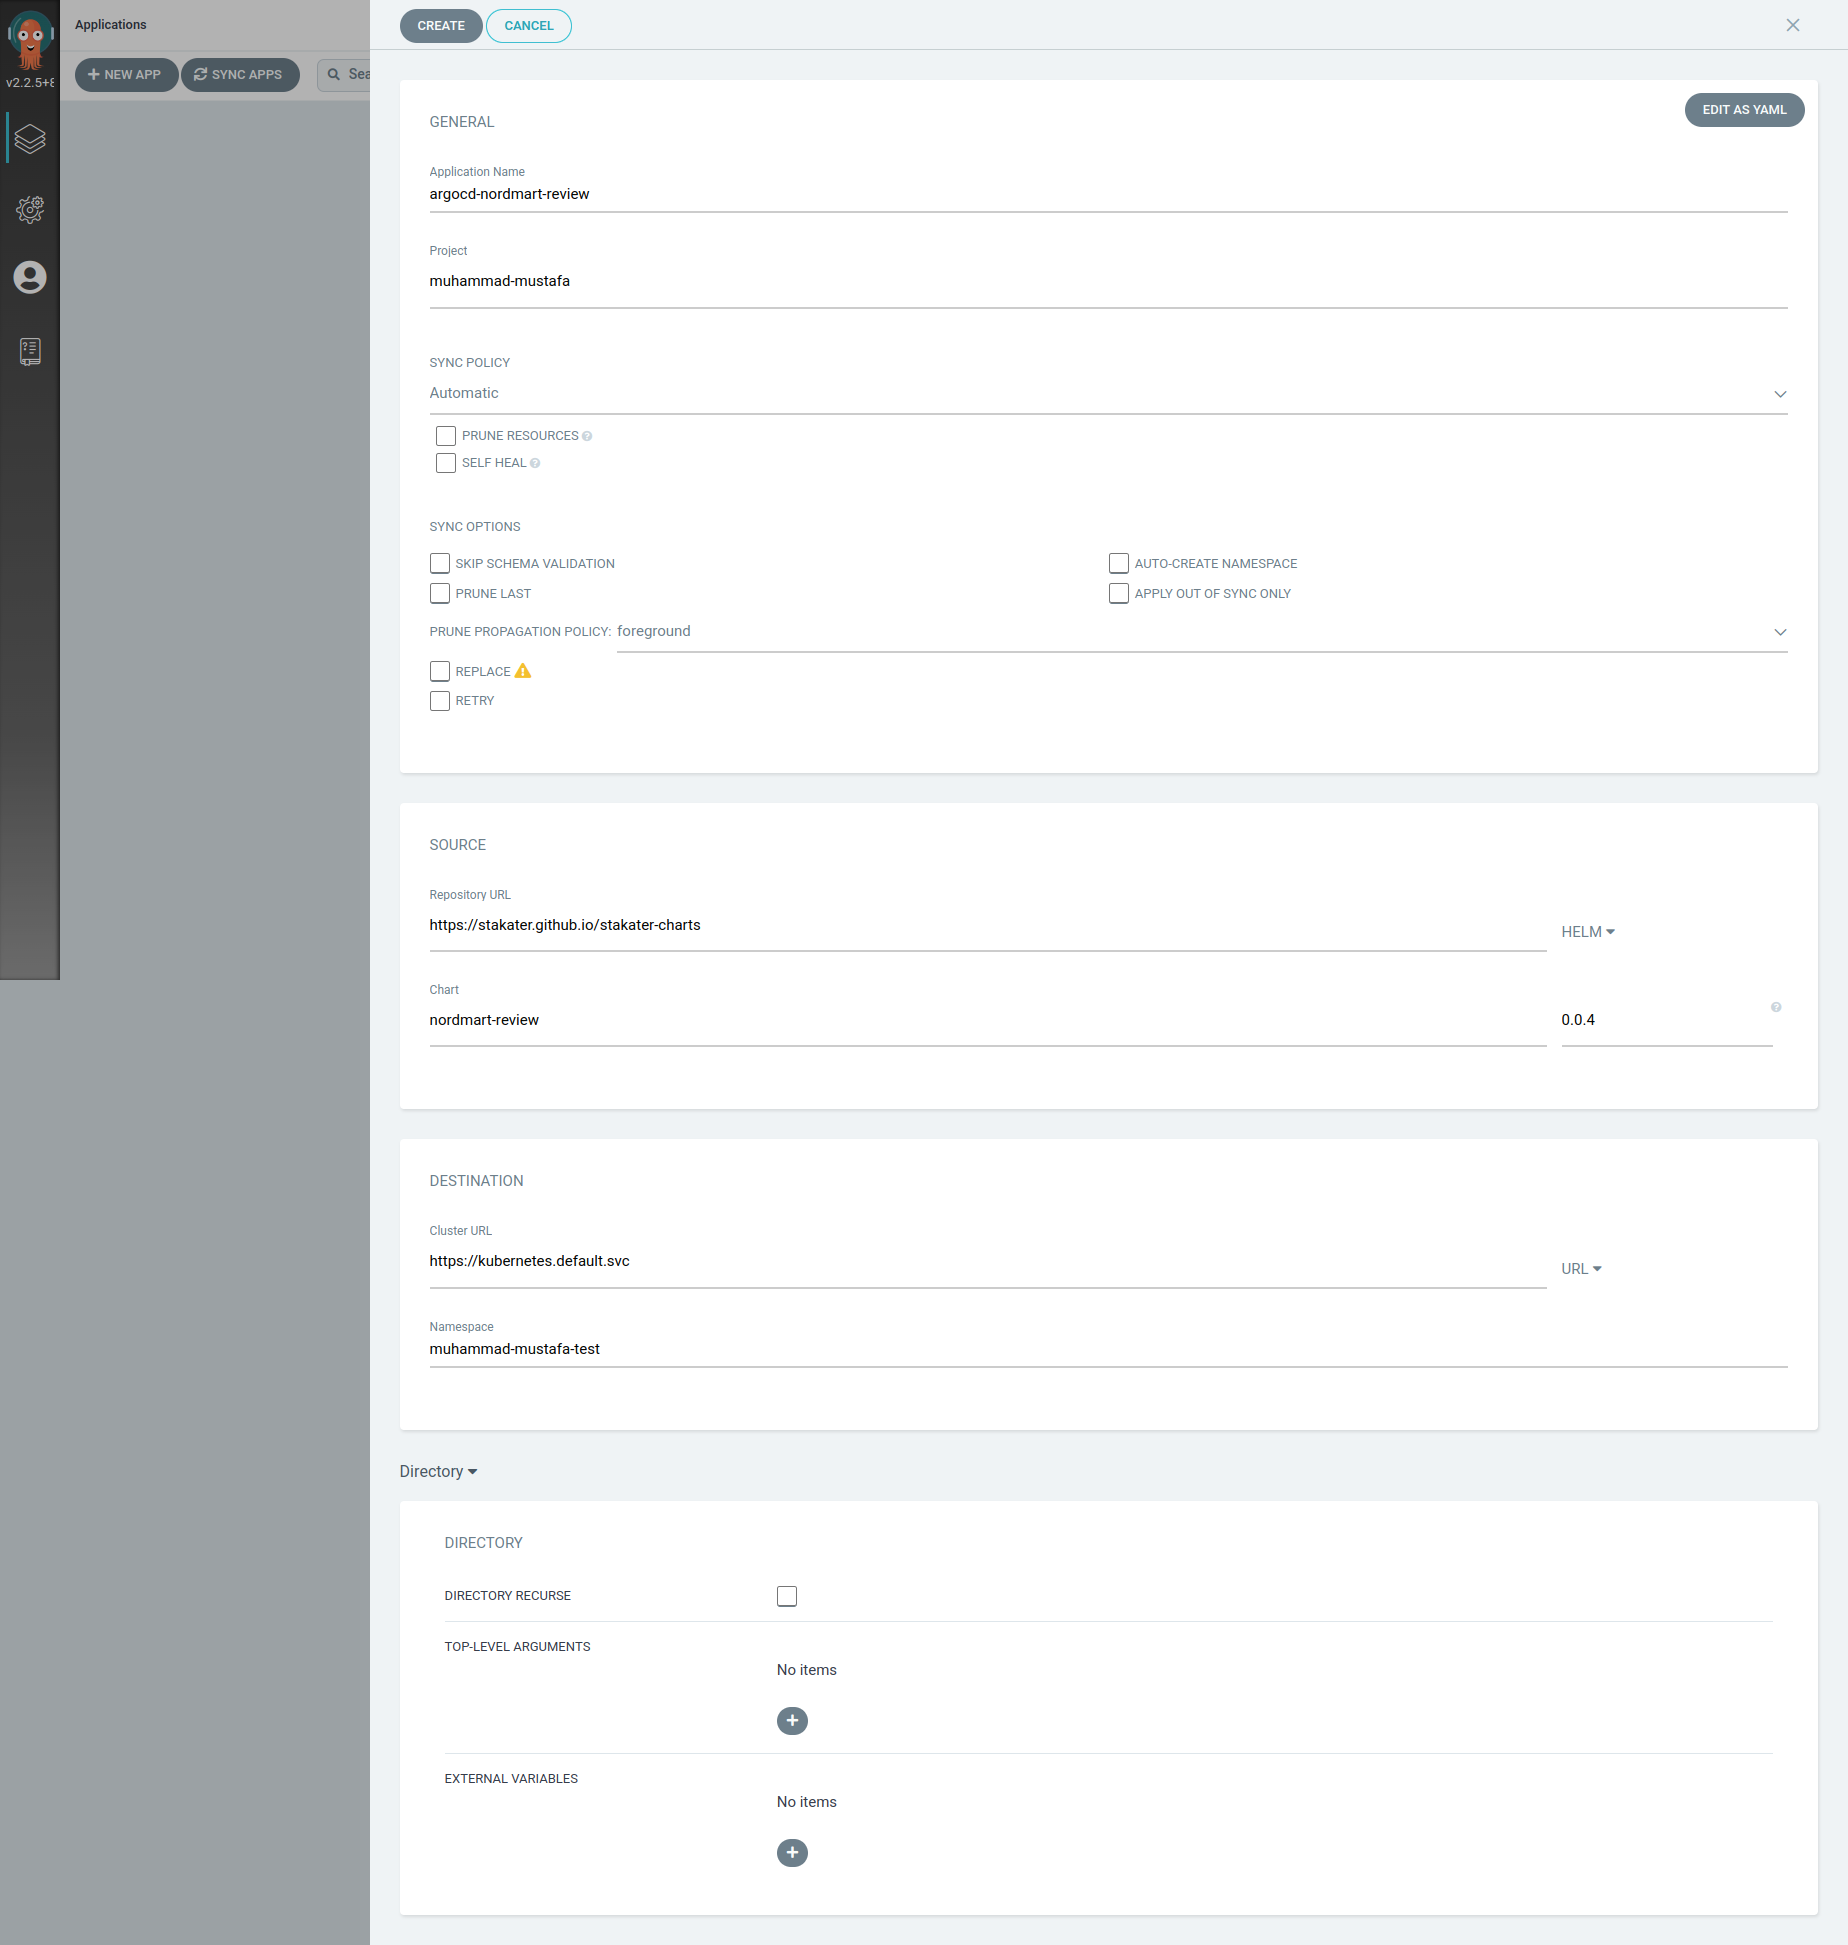 Applications
CREATE
CANCEL
v2.2.5+8
NEW APP
SYNC APPS
Sea
EDIT AS YAML
GENERAL
Application Name
argocd-nordmart-review
Project
muhammad-mustafa
SYNC POLICY
Automatic
PRUNE RESOURCES
SELF HEAL
SYNC OPTIONS
SKIP SCHEMA VALIDATION
AUTO-CREATE NAMESPACE
PRUNE LAST
APPLY OUT OF SYNC ONLY
PRUNE PROPAGATION POLICY: foreground
REPLACE
RETRY
SOURCE
Repository URL
https://stakater.github.io/stakater-charts
HELM
Chart
nordmart-review
0.0.4
DESTINATION
Cluster URL
https://kubernetes.default.svc
URL
Namespace
muhammad-mustafa-test
Directory
DIRECTORY
DIRECTORY RECURSE
TOP-LEVEL ARGUMENTS
No items
EXTERNAL VARIABLES
No items